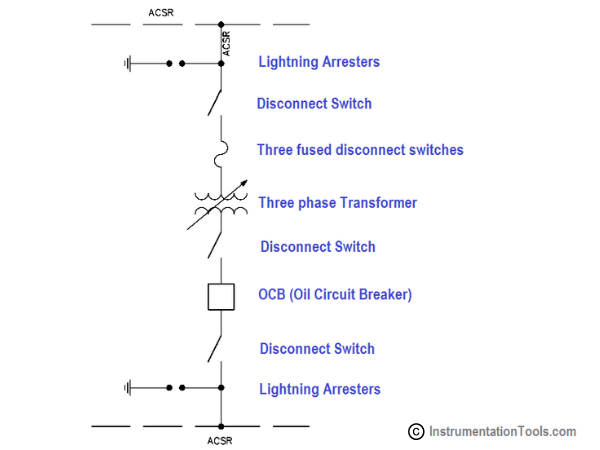 ACSR
ACSR
Lightning Arresters
Disconnect Switch
Three fused disconnect switches
Three phase Transformer
Disconnect Switch
OCB (Oil Circuit Breaker)
Disconnect Switch
Lightning Arresters
ACSR
© InstrumentationTools.com